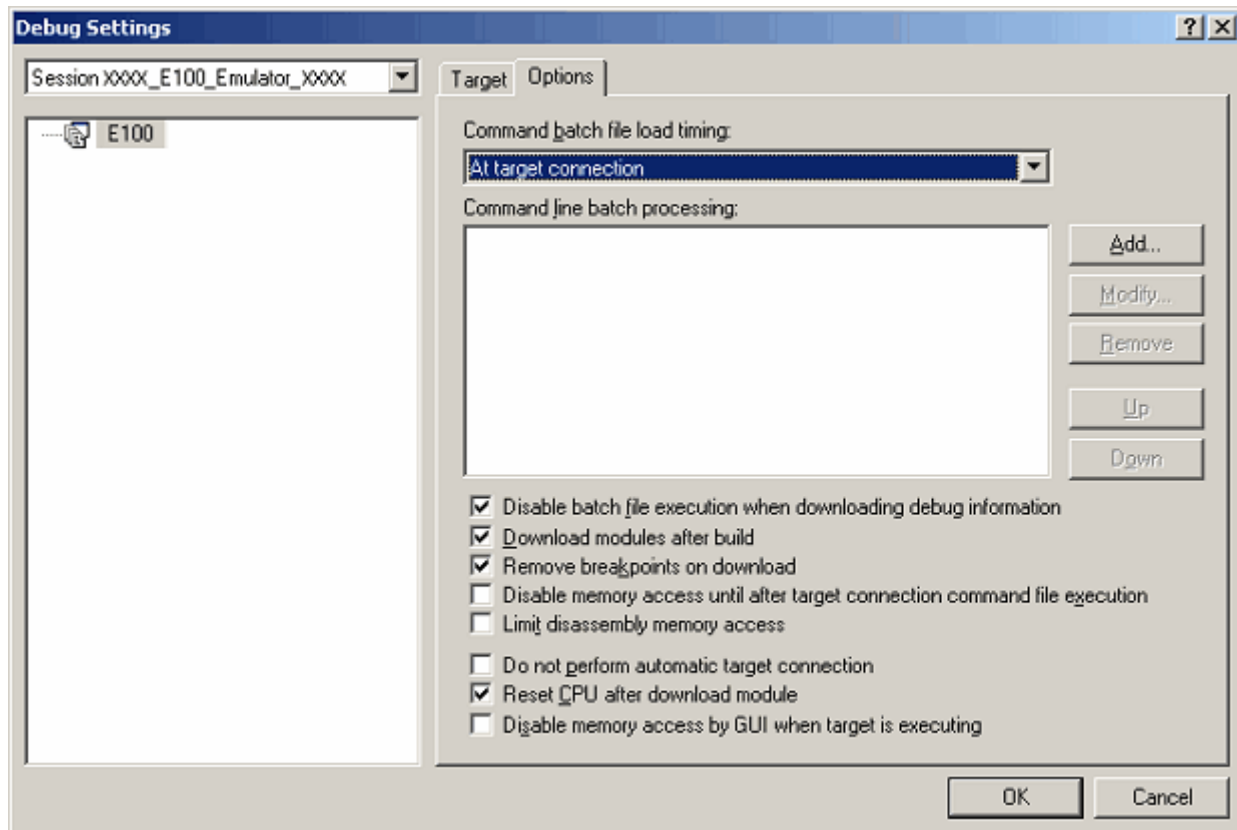 Debug Settings
Session XXXX_E100_Emulator_XXXX
E100
Target Options
Command batch file load timing:
At target connection
Command line batch processing:
Add...
Modify...
Remove
Up
Down
Disable batch file execution when downloading debug information
Download modules after build
Remove breakpoints on download
Disable memory access until after target connection command file execution
Limit disassembly memory access
Do not perform automatic target connection
Reset CPU after download module
Disable memory access by GUI when target is executing
OK Cancel